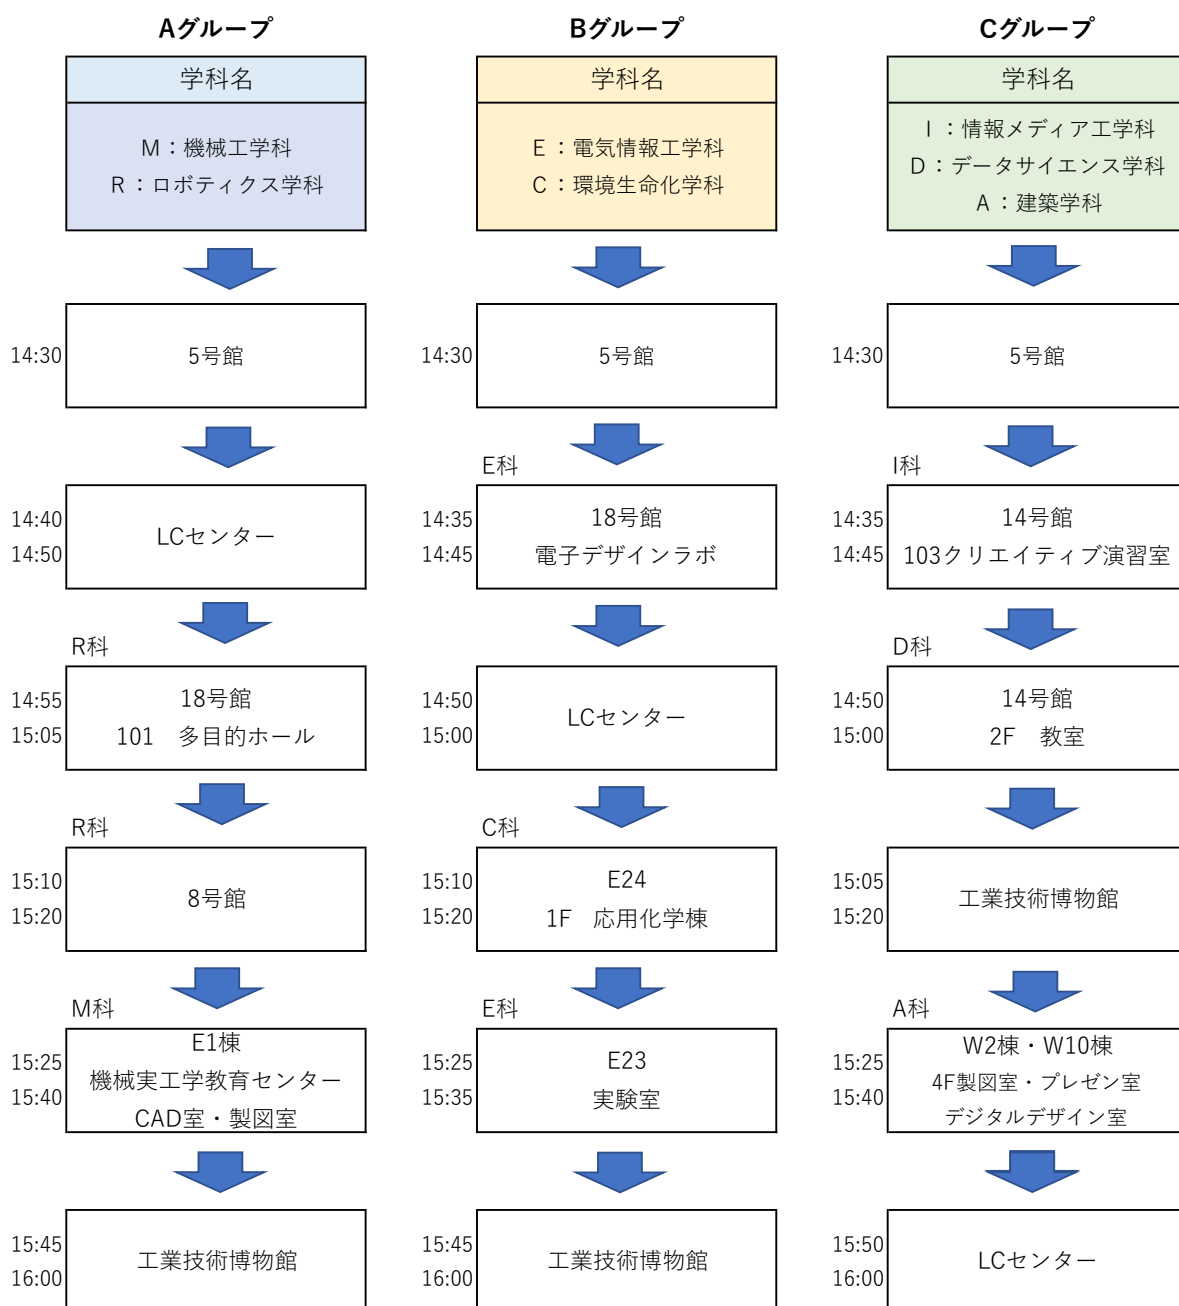 Aグループ
学科名
M：機械工学科
R：ロボティクス学科
14:30
5号館
14:40
14:50
LCセンター
R科
14:55
15:05
18号館
101　多目的ホール
R科
15:10
15:20
8号館
M科
15:25
15:40
E1棟
機械実工学教育センター
CAD室・製図室
15:45
16:00
工業技術博物館
Bグループ
学科名
E：電気情報工学科
C：環境生命化学科
14:30
5号館
E科
14:35
14:45
18号館
電子デザインラボ
14:50
15:00
LCセンター
C科
15:10
15:20
E24
1F　応用化学棟
E科
15:25
15:35
E23
実験室
15:45
16:00
工業技術博物館
Cグループ
学科名
I：情報メディア工学科
D：データサイエンス学科
A：建築学科
14:30
5号館
I科
14:35
14:45
14号館
103クリエイティブ演習室
D科
14:50
15:00
14号館
2F　教室
15:05
15:20
工業技術博物館
A科
15:25
15:40
W2棟・W10棟
4F製図室・プレゼン室
デジタルデザイン室
15:50
16:00
LCセンター